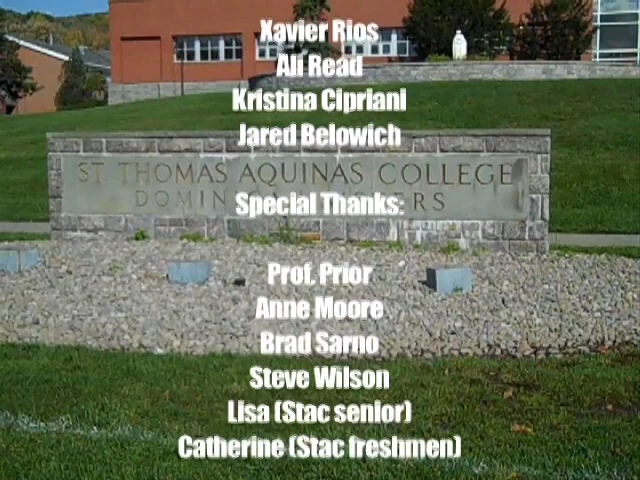 Xavier Rios
Ali Read
Kristina Cipriani
Jared Belowich
ST. THOMAS AQUINAS COLLEGE
Special Thanks:
Prof. Prior
Anne Moore
Brad Sarno
Steve Wilson
Lisa (Stac senior)
Catherine (Stac freshmen)